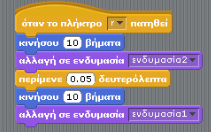 όταν το πλήκτρο r πατηθεί
κινήσου 10 βήματα
αλλαγή σε ενδυμασία ενδυμασία2
περίμενε 0.05 δευτερόλεπτα
κινήσου 10 βήματα
αλλαγή σε ενδυμασία ενδυμασία1